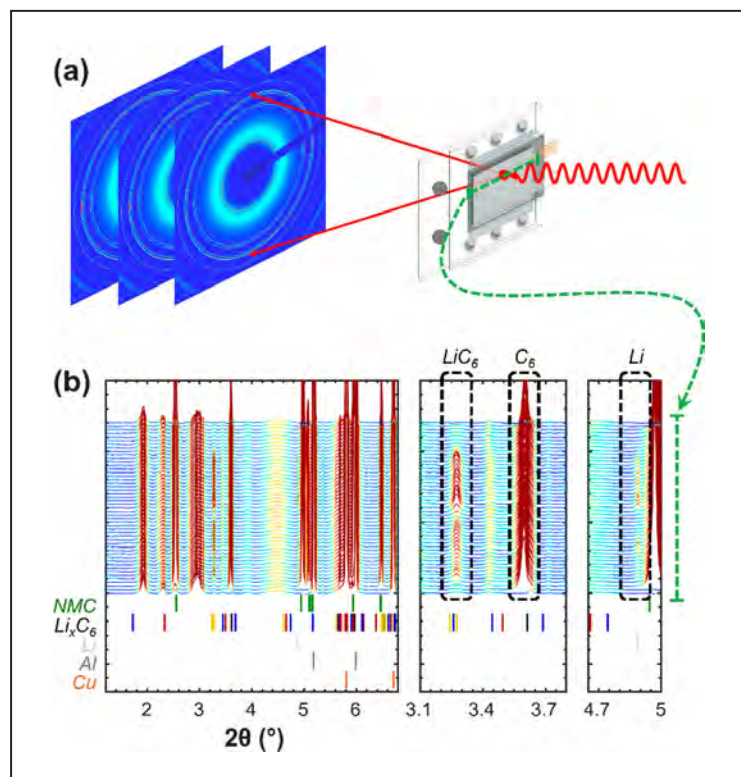 (a)
(b)
LiC6
C6
Li
NMC
LixC6
Li
Al
Cu
2 3 4 5 6
3.1 3.4 3.7
4.7 5
2θ (°)